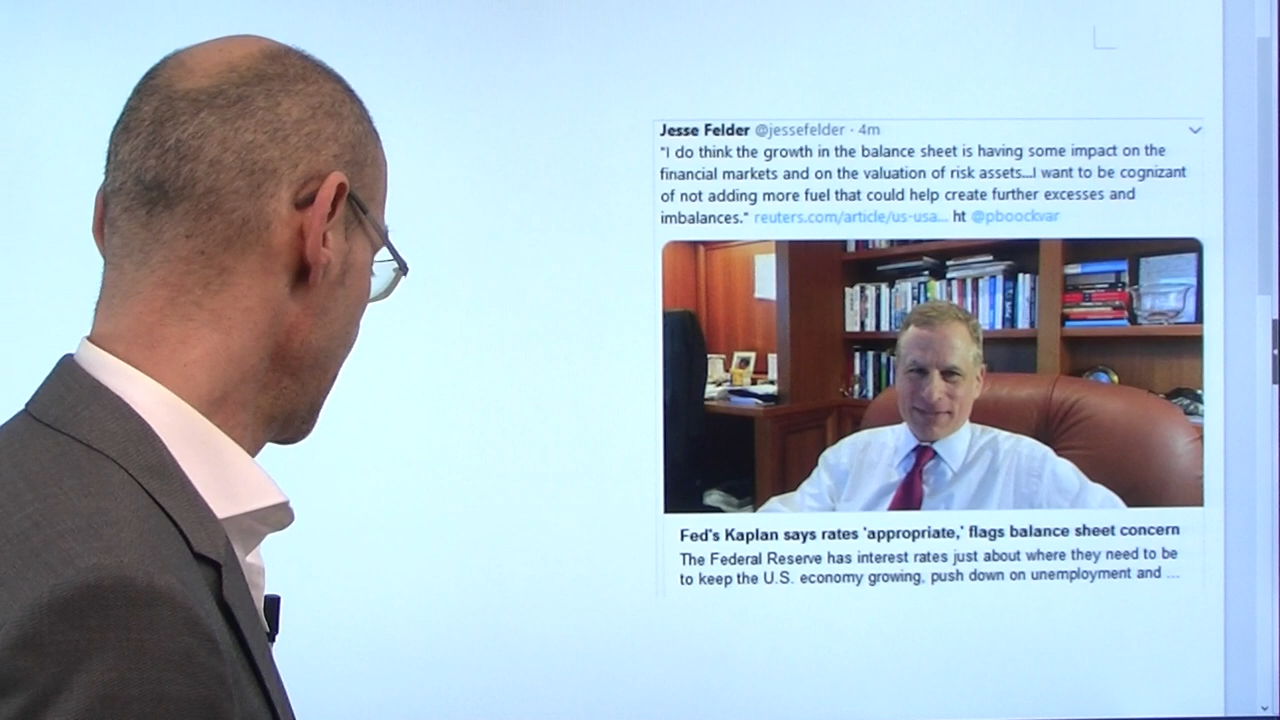 Jesse Felder @jessefelder · 4m
"I do think the growth in the balance sheet is having some impact on the
financial markets and on the valuation of risk assets...I want to be cognizant
of not adding more fuel that could help create further excesses and
imbalances." reuters.com/article/us-usa... ht @pboockvar
Fed's Kaplan says rates 'appropriate,' flags balance sheet concern
The Federal Reserve has interest rates just about where they need to be
to keep the U.S. economy growing, push down on unemployment and ...